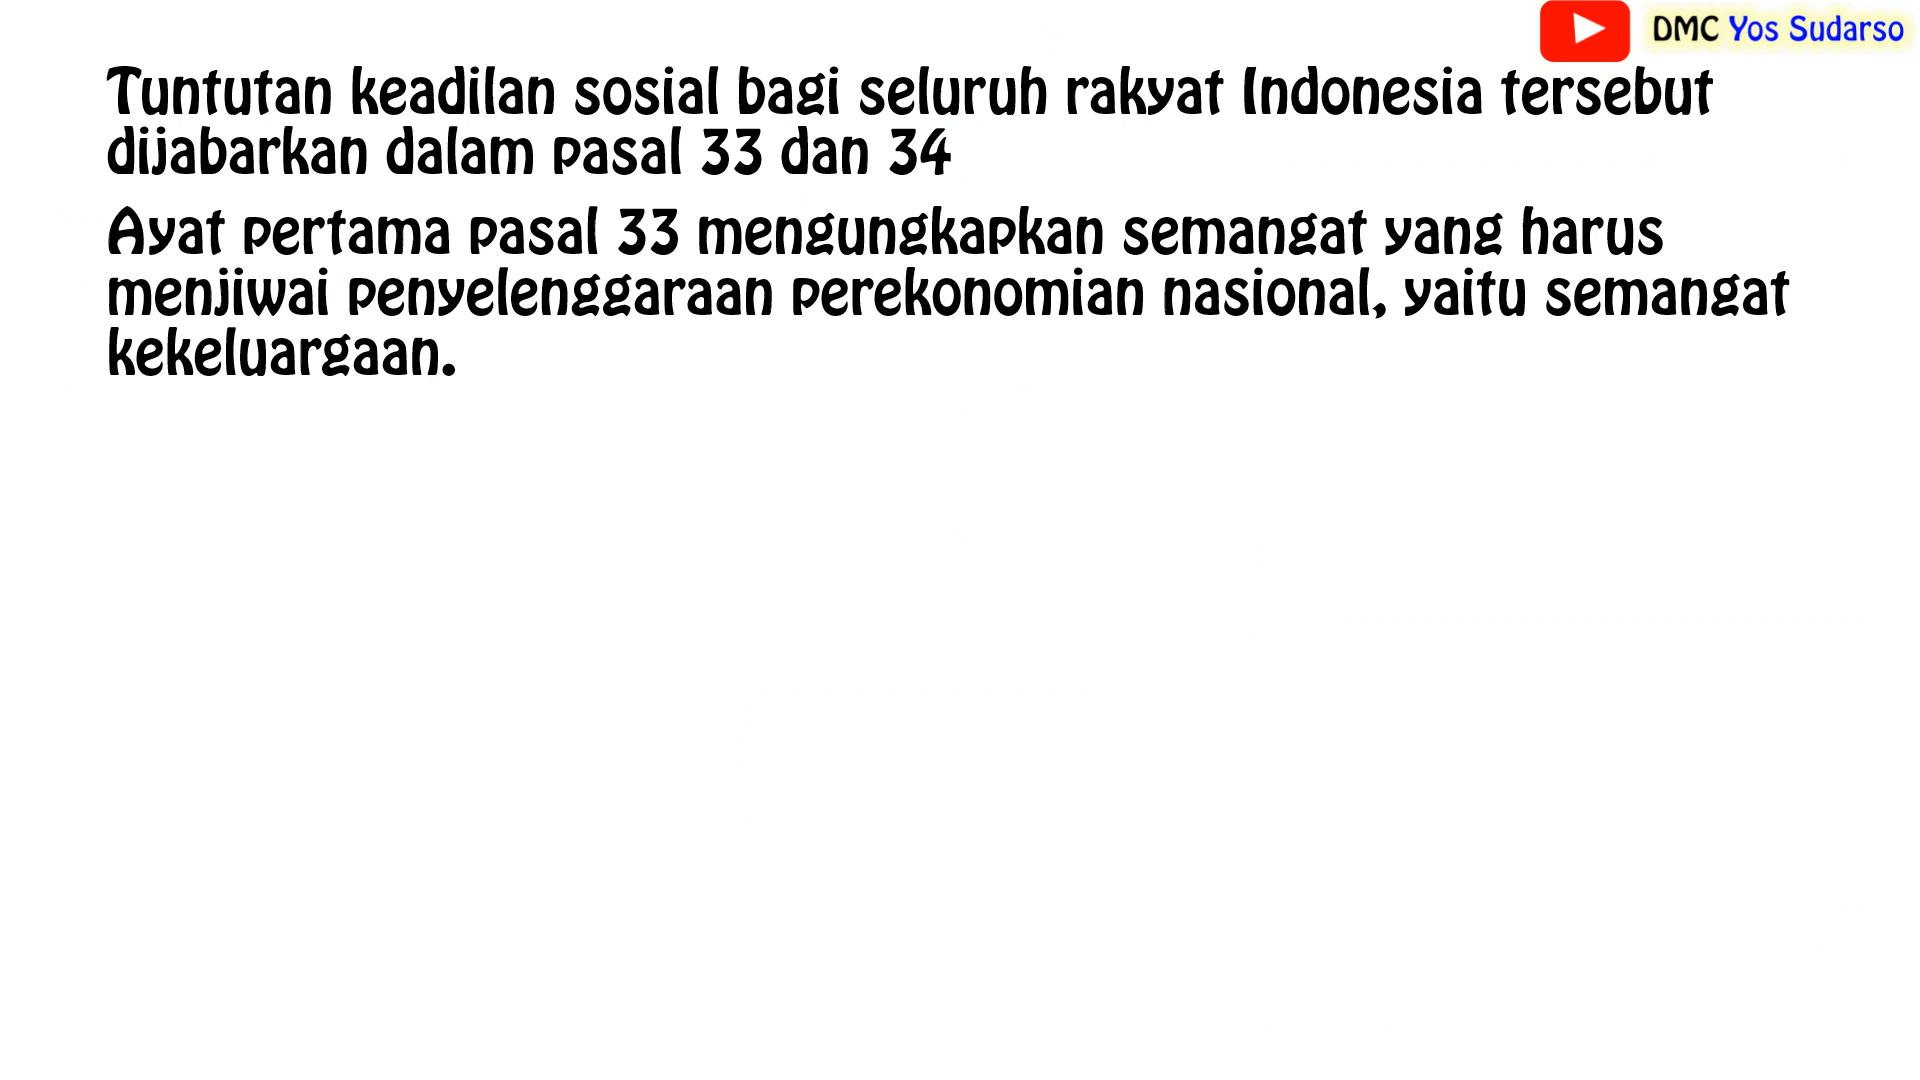 DMC Yos Sudarso
Tuntutan keadilan sosial bagi seluruh rakyat Indonesia tersebut
dijabarkan dalam pasal 33 dan 34
Ayat pertama pasal 33 mengungkapkan semangat yang harus
menjiwai penyelenggaraan perekonomian nasional, yaitu semangat
kekeluargaan.